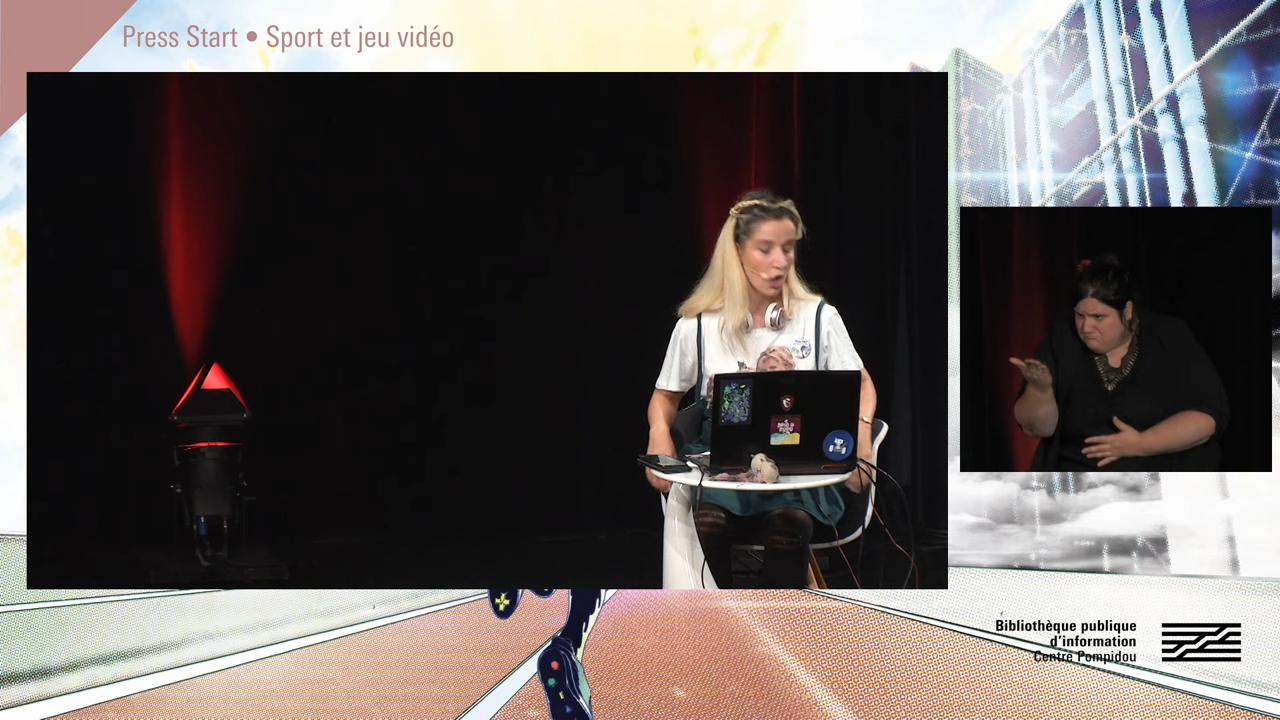 Press Start • Sport et jeu vidéo
Bibliothèque publique
d'information
Centre Pompidou